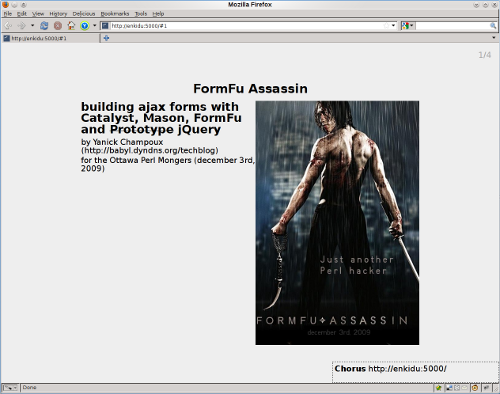 Mozilla Firefox
File Edit View History Delicious Bookmarks Tools Help
http://enkidu:5000/#1
http://enkidu:5000/#1
1/4
FormFu Assassin
building ajax forms with
Catalyst, Mason, FormFu
and Prototype jQuery
by Yanick Champoux
(http://babyl.dyndns.org/techblog)
for the Ottawa Perl Mongers (december 3rd,
2009)
Just another
Perl hacker
FORMFU ASSASSIN
december 3rd, 2009
Chorus http://enkidu:5000/
Done